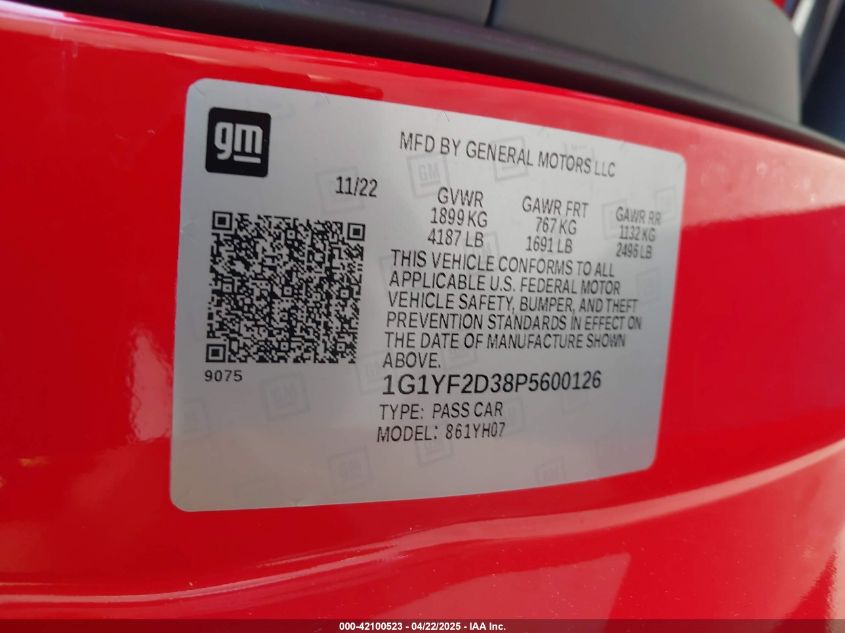 gm
MFD BY GENERAL MOTORS LLC
11/22
GVWR
1899 KG
4187 LB
GAWR FRT
767 KG
1691 LB
GAWR RR
1132 KG
2496 LB
THIS VEHICLE CONFORMS TO ALL
APPLICABLE U.S. FEDERAL MOTOR
VEHICLE SAFETY, BUMPER, AND THEFT
PREVENTION STANDARDS IN EFFECT ON
THE DATE OF MANUFACTURE SHOWN
ABOVE.
9075
1G1YF2D38P5600126
TYPE: PASS CAR
MODEL: 861YH07
000-42100523 - 04/22/2025 - IAA Inc.